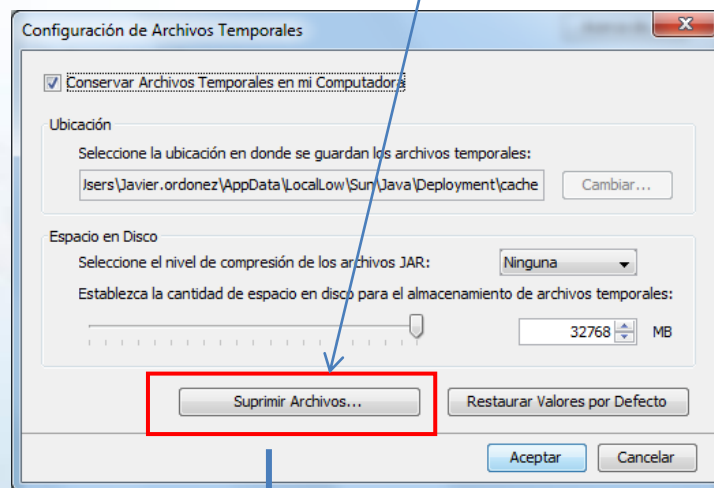 Configuración de Archivos Temporales
Conservar Archivos Temporales en mi Computadora
Ubicación
Seleccione la ubicación en donde se guardan los archivos temporales:
Jsers\Javier.ordonez\AppData\LocalLow\Sun\Java\Deployment\cache
Cambiar...
Espacio en Disco
Seleccione el nivel de compresión de los archivos JAR:
Ninguna
Establezca la cantidad de espacio en disco para el almacenamiento de archivos temporales:
32768 MB
Suprimir Archivos...
Restaurar Valores por Defecto
Aceptar
Cancelar